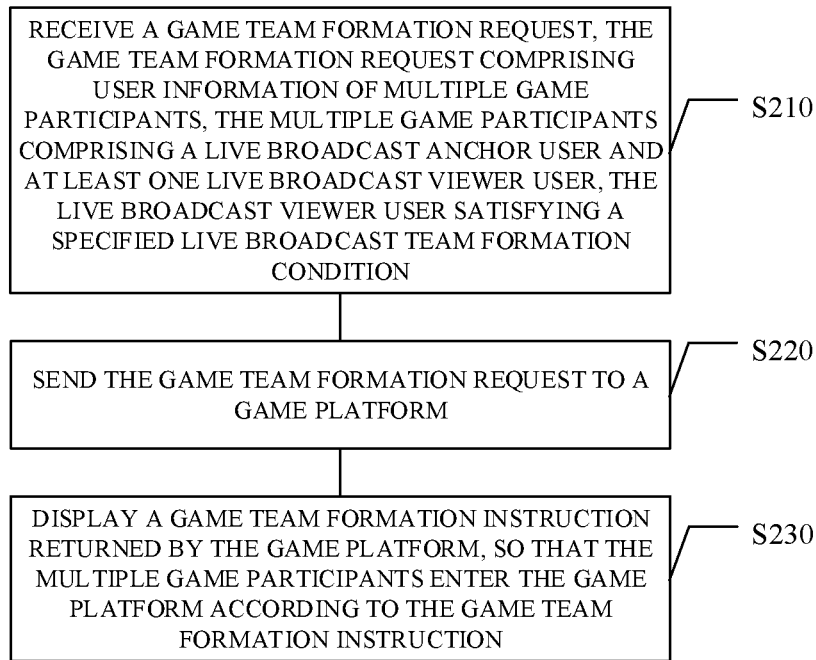 RECEIVE A GAME TEAM FORMATION REQUEST, THE
GAME TEAM FORMATION REQUEST COMPRISING
USER INFORMATION OF MULTIPLE GAME
PARTICIPANTS, THE MULTIPLE GAME PARTICIPANTS
COMPRISING A LIVE BROADCAST ANCHOR USER AND
AT LEAST ONE LIVE BROADCAST VIEWER USER, THE
LIVE BROADCAST VIEWER USER SATISFYING A
SPECIFIED LIVE BROADCAST TEAM FORMATION
CONDITION
S210
SEND THE GAME TEAM FORMATION REQUEST TO A
GAME PLATFORM
S220
DISPLAY A GAME TEAM FORMATION INSTRUCTION
RETURNED BY THE GAME PLATFORM, SO THAT THE
MULTIPLE GAME PARTICIPANTS ENTER THE GAME
PLATFORM ACCORDING TO THE GAME TEAM
FORMATION INSTRUCTION
S230